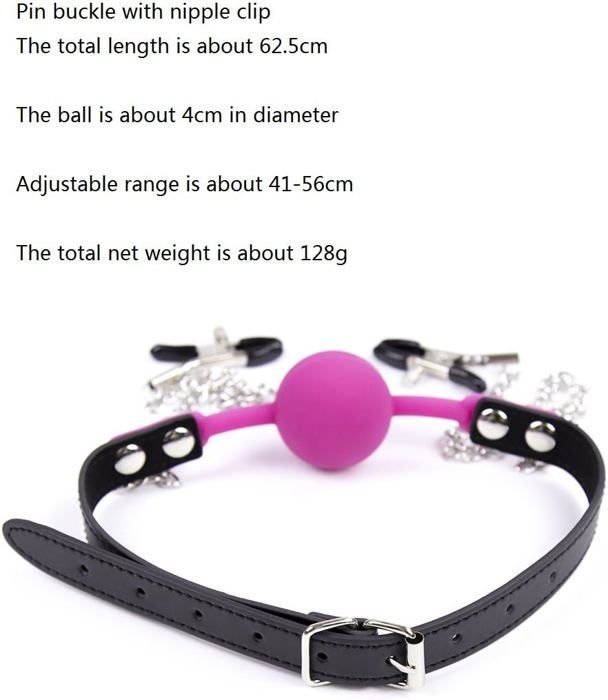 Pin buckle with nipple clip
The total length is about 62.5cm
The ball is about 4cm in diameter
Adjustable range is about 41-56cm
The total net weight is about 128g